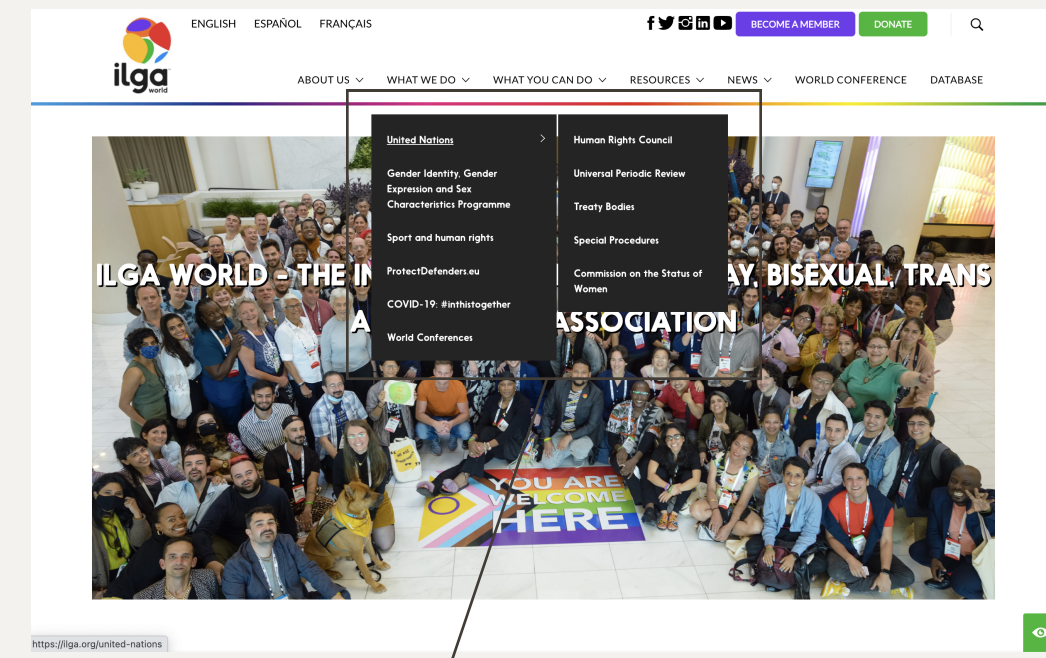 ENGLISH ESPAÑOL FRANÇAIS
BECOME A MEMBER DONATE
ilga
world
ABOUT US WHAT WE DO WHAT YOU CAN DO RESOURCES NEWS WORLD CONFERENCE DATABASE
United Nations
Gender Identity, Gender
Expression and Sex
Characteristics Programme
Sport and human rights
ProtectDefenders.eu
COVID-19: #inthistogether
World Conferences
Human Rights Council
Universal Periodic Review
Treaty Bodies
Special Procedures
Commission on the Status of
Women
ILGA WORLD - THE IN AY, BISEXUAL, TRANS
A ASSOCIATION
YOU ARE
WELCOME
HERE
https://ilga.org/united-nations